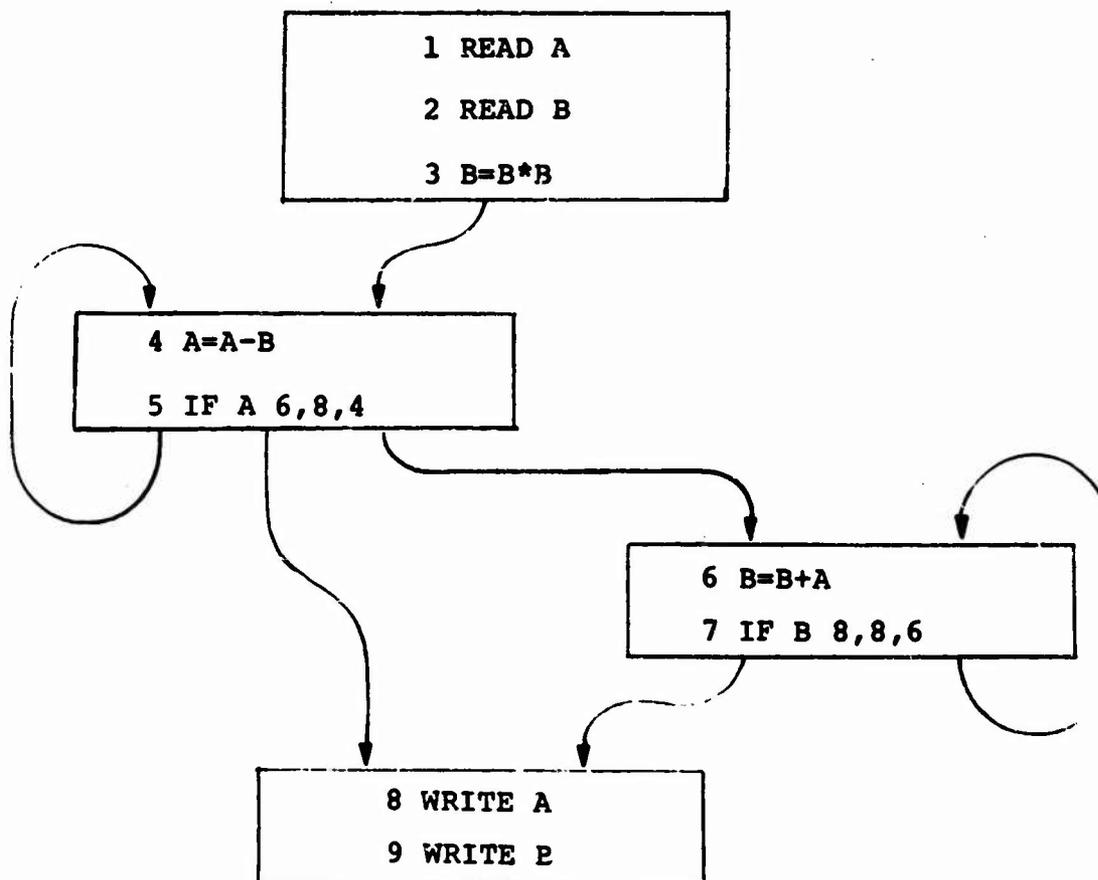 1 READ A
2 READ B
3 B=B*B
4 A=A-B
5 IF A 6,8,4
6 B=B+A
7 IF B 8,8,6
8 WRITE A
9 WRITE B